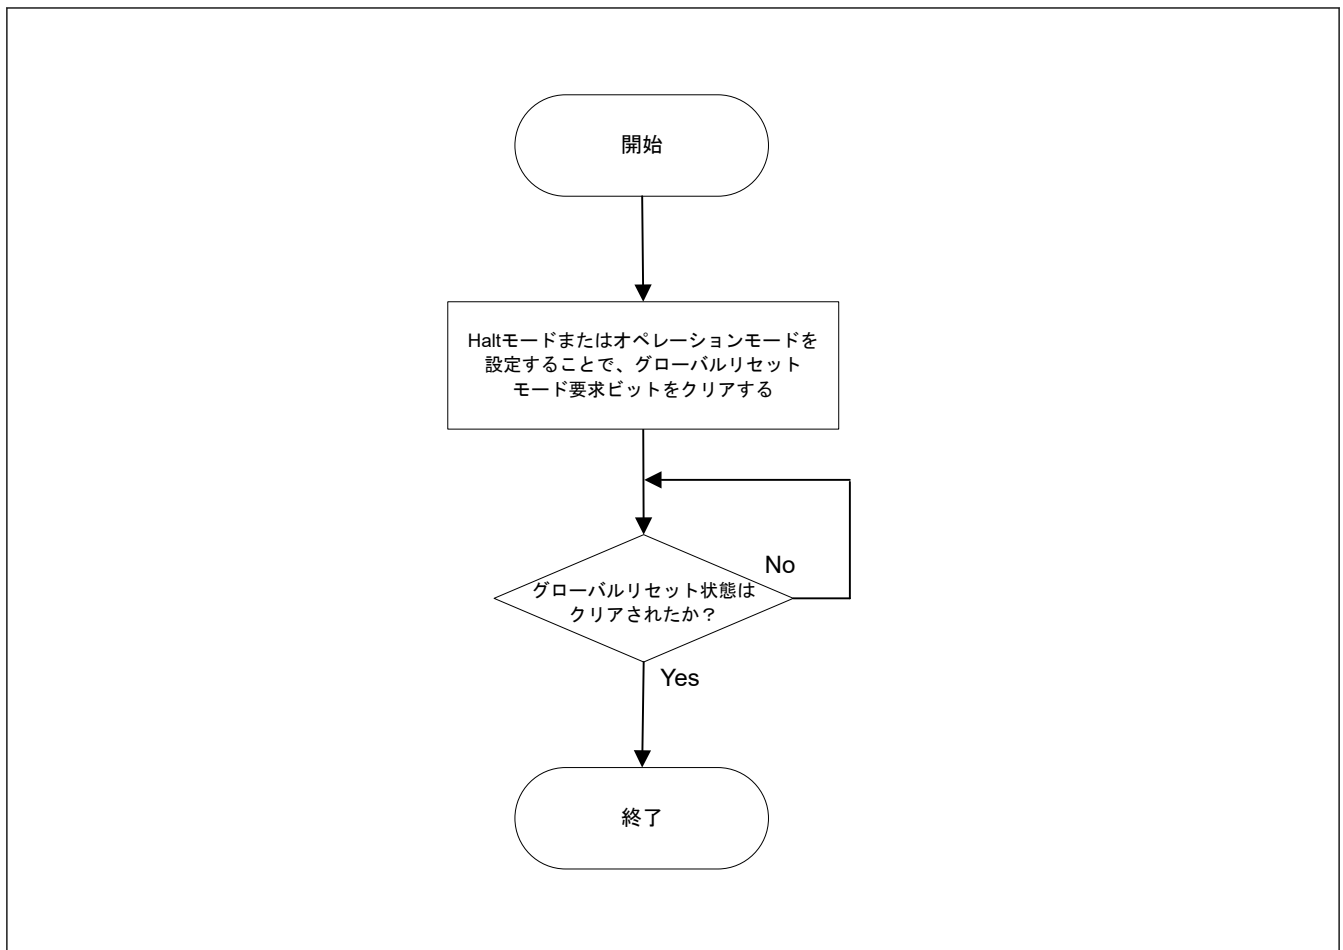 開始
Haltモードまたはオペレーションモードを
設定することで、グローバルリセット
モード要求ビットをクリアする
No
グローバルリセット状態は
クリアされたか？
Yes
終了